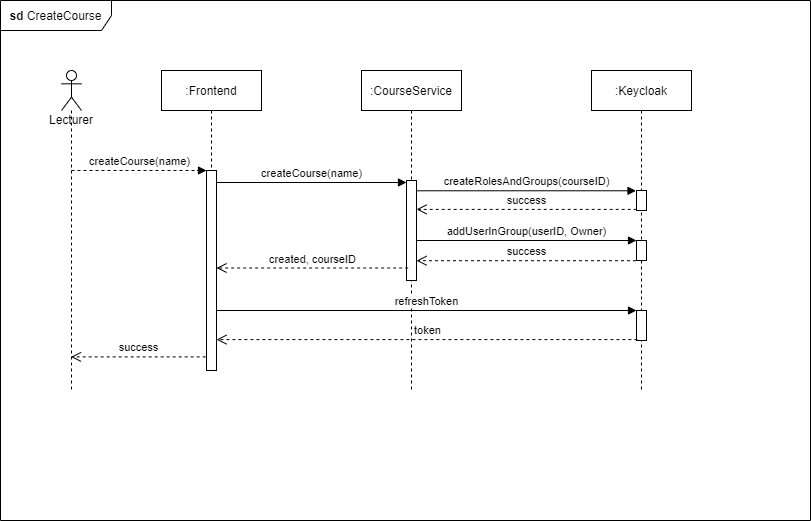 sd CreateCourse
:Frontend
:CourseService
:Keycloak
Lecturer
createCourse(name)
createCourse(name)
createRolesAndGroups(courseID)
success
addUserInGroup(userID, Owner)
success
created, courseID
refreshToken
token
success